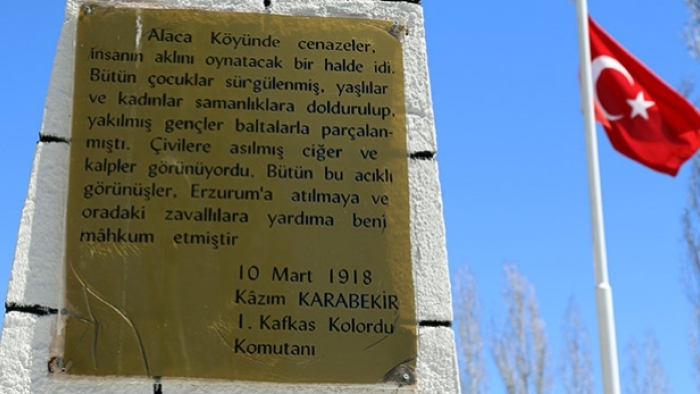 Alaca Köyünde cenazeler,
insanın aklını oynatacak bir halde idi.
Bütün çocuklar sürgülenmiş, yaşlılar
ve kadınlar samanlıklara doldurulup,
yakılmış gençler baltalarla parçalan-
mıştı. Çivilere asılmış ciğer ve
kalpler görünüyordu. Bütün bu acıklı
görünüşler, Erzurum'a atılmaya ve
oradaki zavallılara yardıma beni
mâhkum etmiştir
10 Mart 1918
Kâzım KARABEKİR
1. Kafkas Kolordu
Komutanı